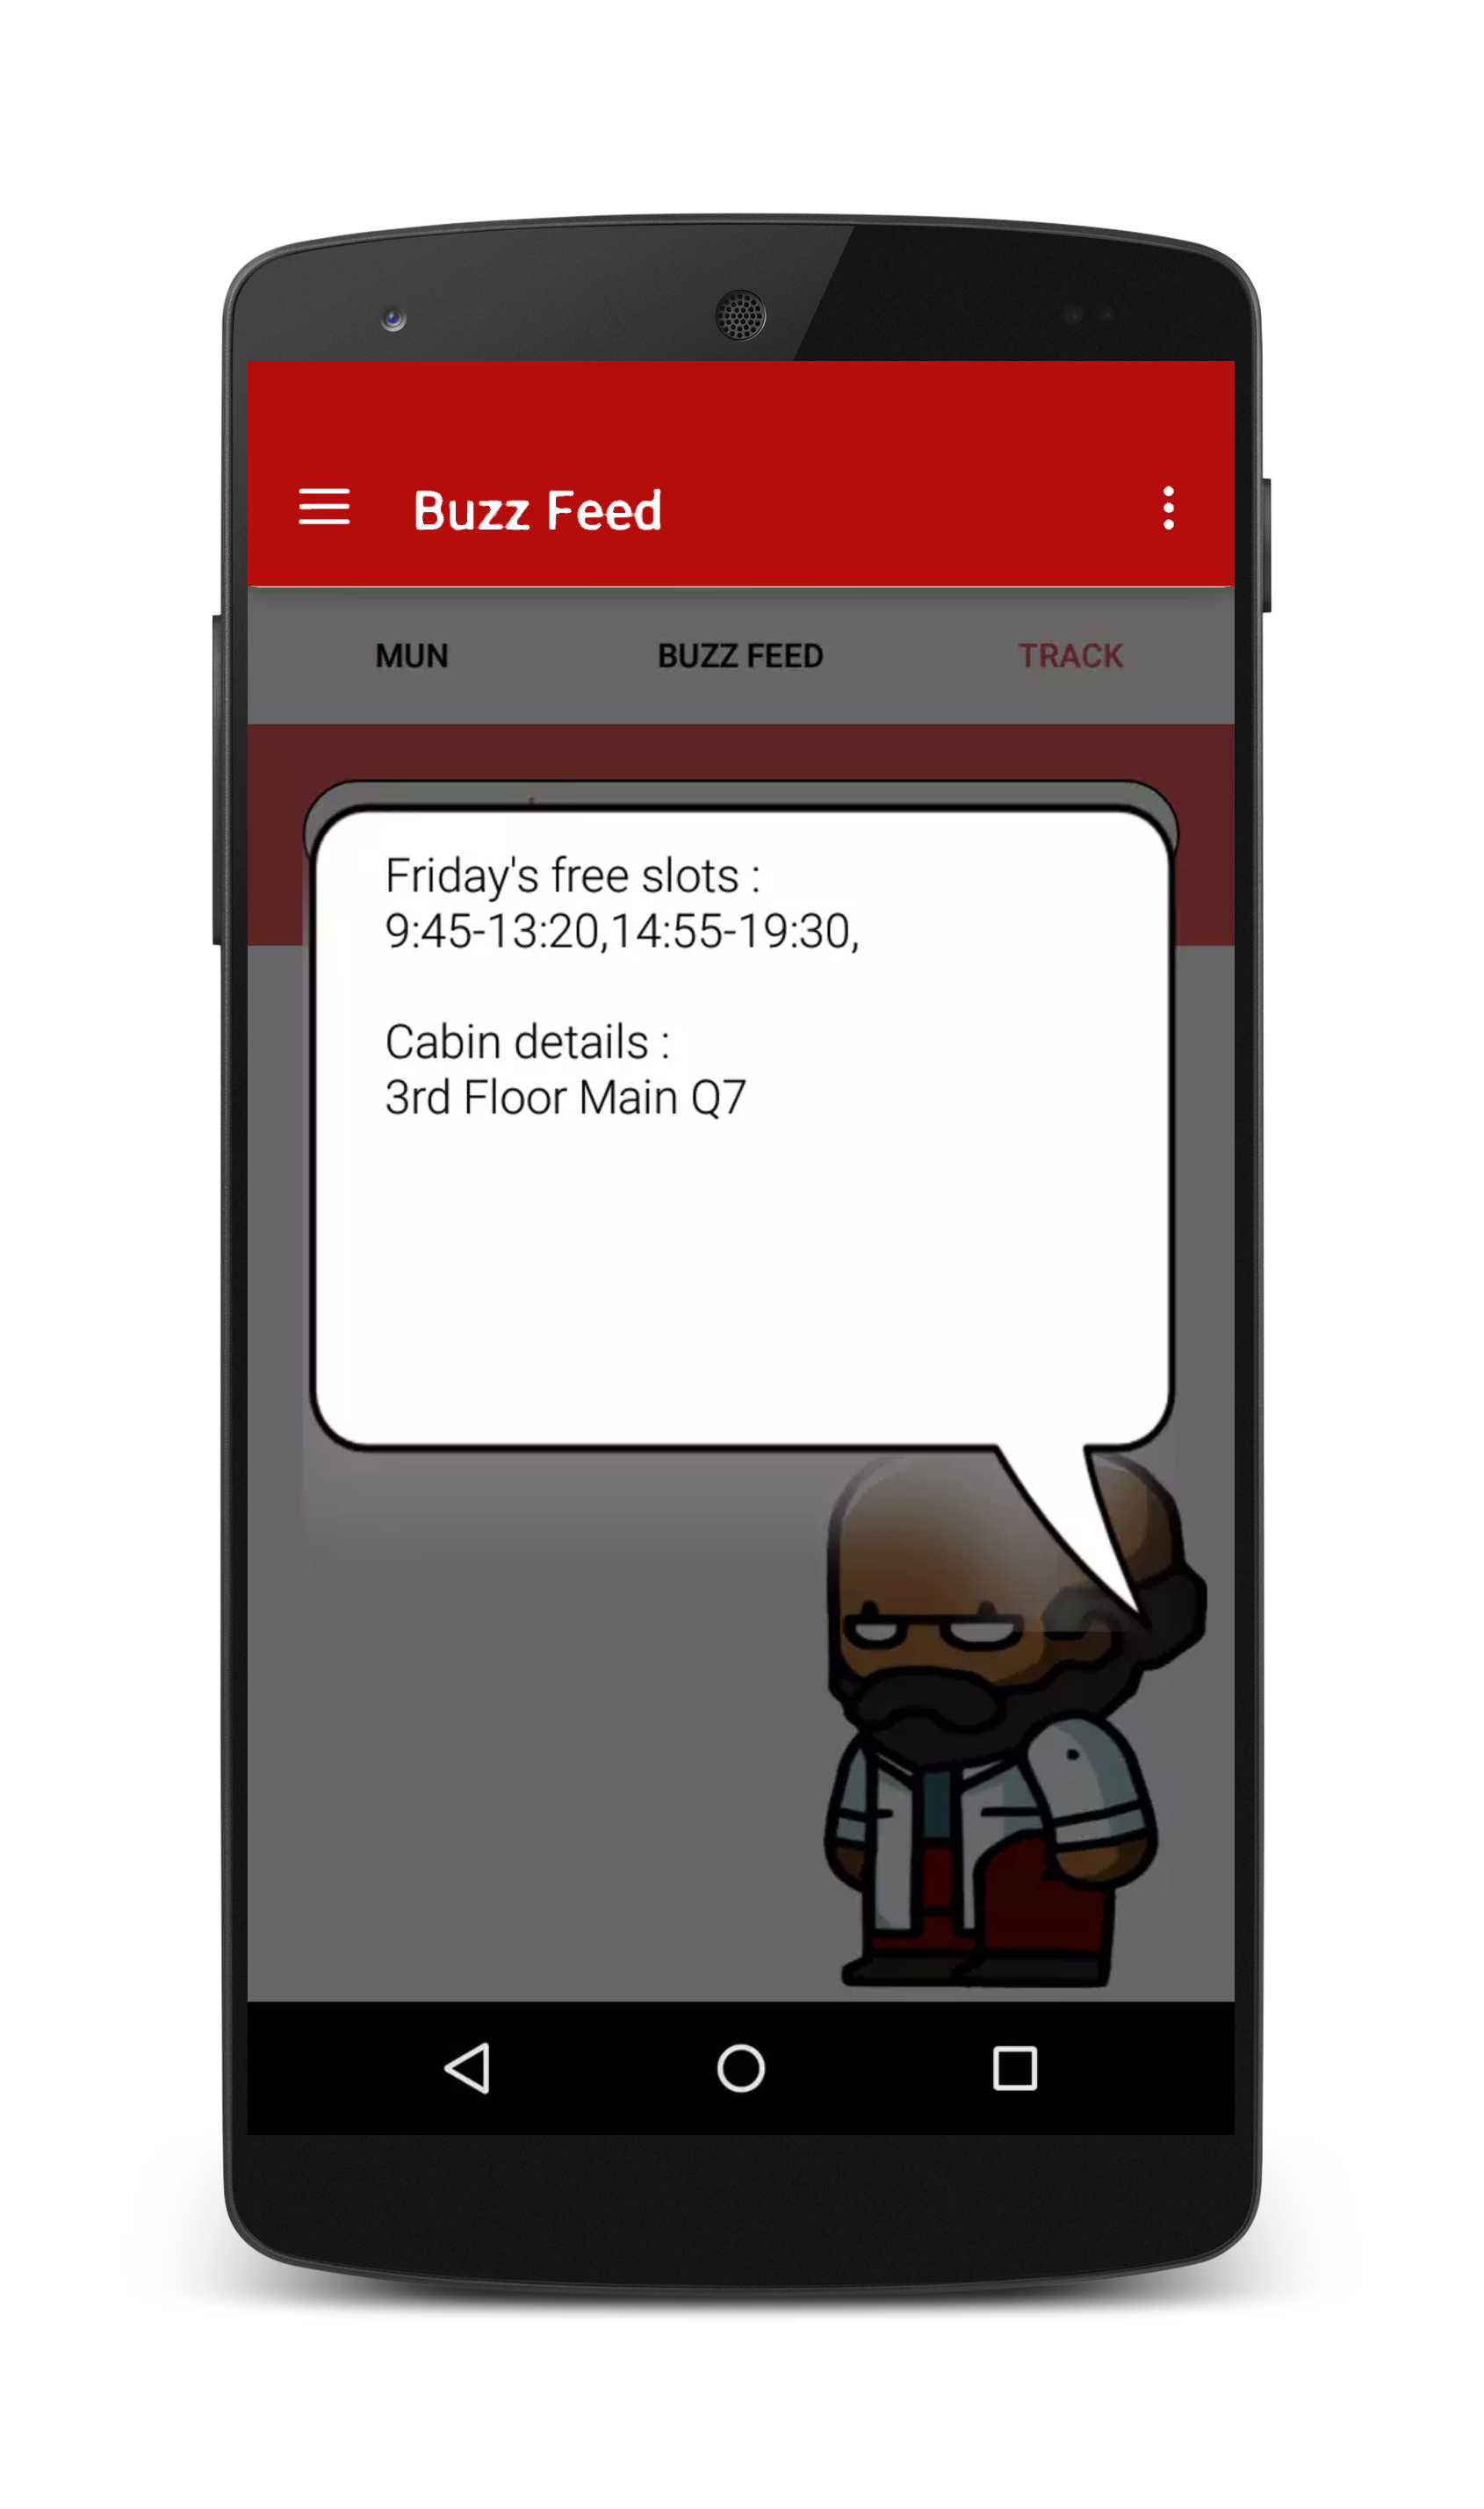 Buzz Feed
MUN BUZZ FEED TRACK
Friday's free slots :
9:45-13:20,14:55-19:30,
Cabin details :
3rd Floor Main Q7